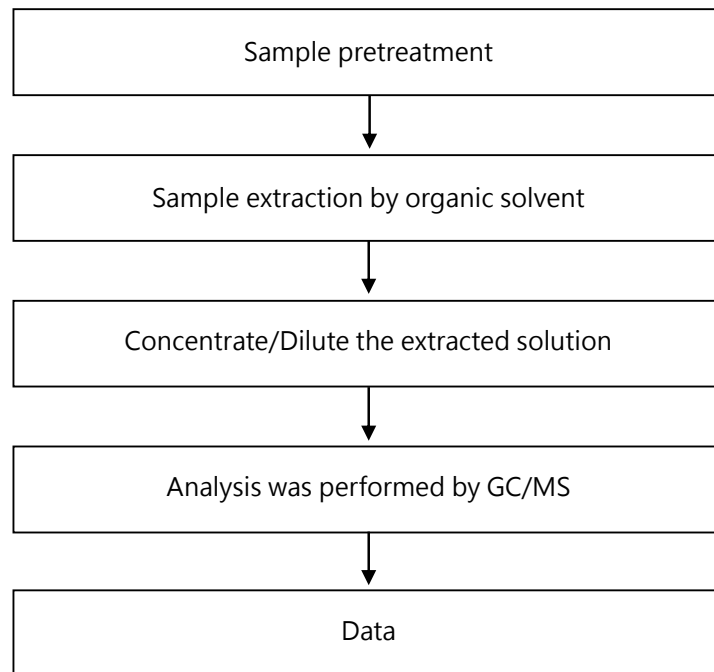 Sample pretreatment
Sample extraction by organic solvent
Concentrate/Dilute the extracted solution
Analysis was performed by GC/MS
Data